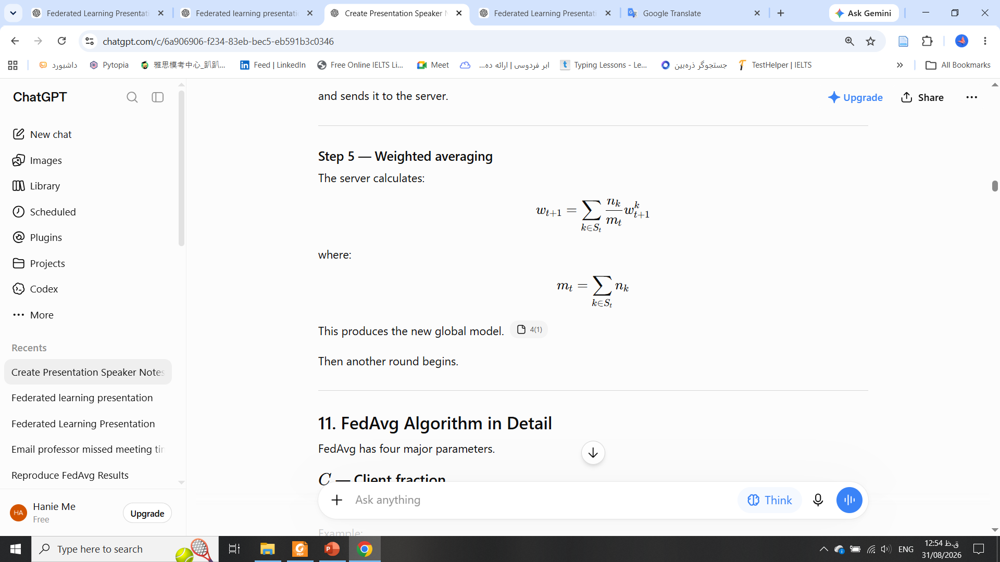 Federated Learning Presentati
Federated learning presentatio
Create Presentation Speaker N
Federated Learning Presentati
Google Translate
Ask Gemini
chatgpt.com/c/6a906906-f234-83eb-bec5-eb591b3c0346
داشبورد
Pytopia
雅思模考中心_趴趴...
Feed | LinkedIn
Free Online IELTS Li...
Meet
ابر فردوسی | ارائه ده...
Typing Lessons - Le...
جستجوگر ذره‌بین
TestHelper | IELTS
All Bookmarks
ChatGPT
New chat
Images
Library
Scheduled
Plugins
Projects
Codex
More
Recents
Create Presentation Speaker Notes
Federated learning presentation
Federated Learning Presentation
Email professor missed meeting tir
Reproduce FedAvg Results
HA
Hanie Me
Free
Upgrade
Upgrade
Share
and sends it to the server.
Step 5 — Weighted averaging
The server calculates:
w_{t+1} = ∑_{k∈S_t} \frac{n_k}{m_t} w_{t+1}^k
where:
m_t = ∑_{k∈S_t} n_k
This produces the new global model. 4(1)
Then another round begins.
11. FedAvg Algorithm in Detail
FedAvg has four major parameters.
C — Client fraction
Ask anything
Think
Example:
Type here to search
PDF
P
ENG
12:54 ق.ظ
31/08/2026